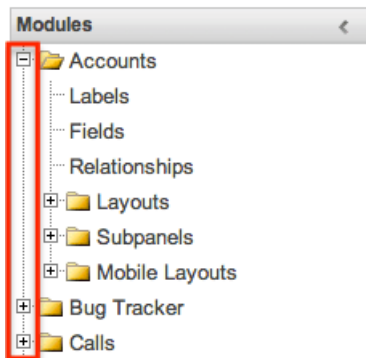 Modules
Accounts
Labels
Fields
Relationships
Layouts
Subpanels
Mobile Layouts
Bug Tracker
Calls